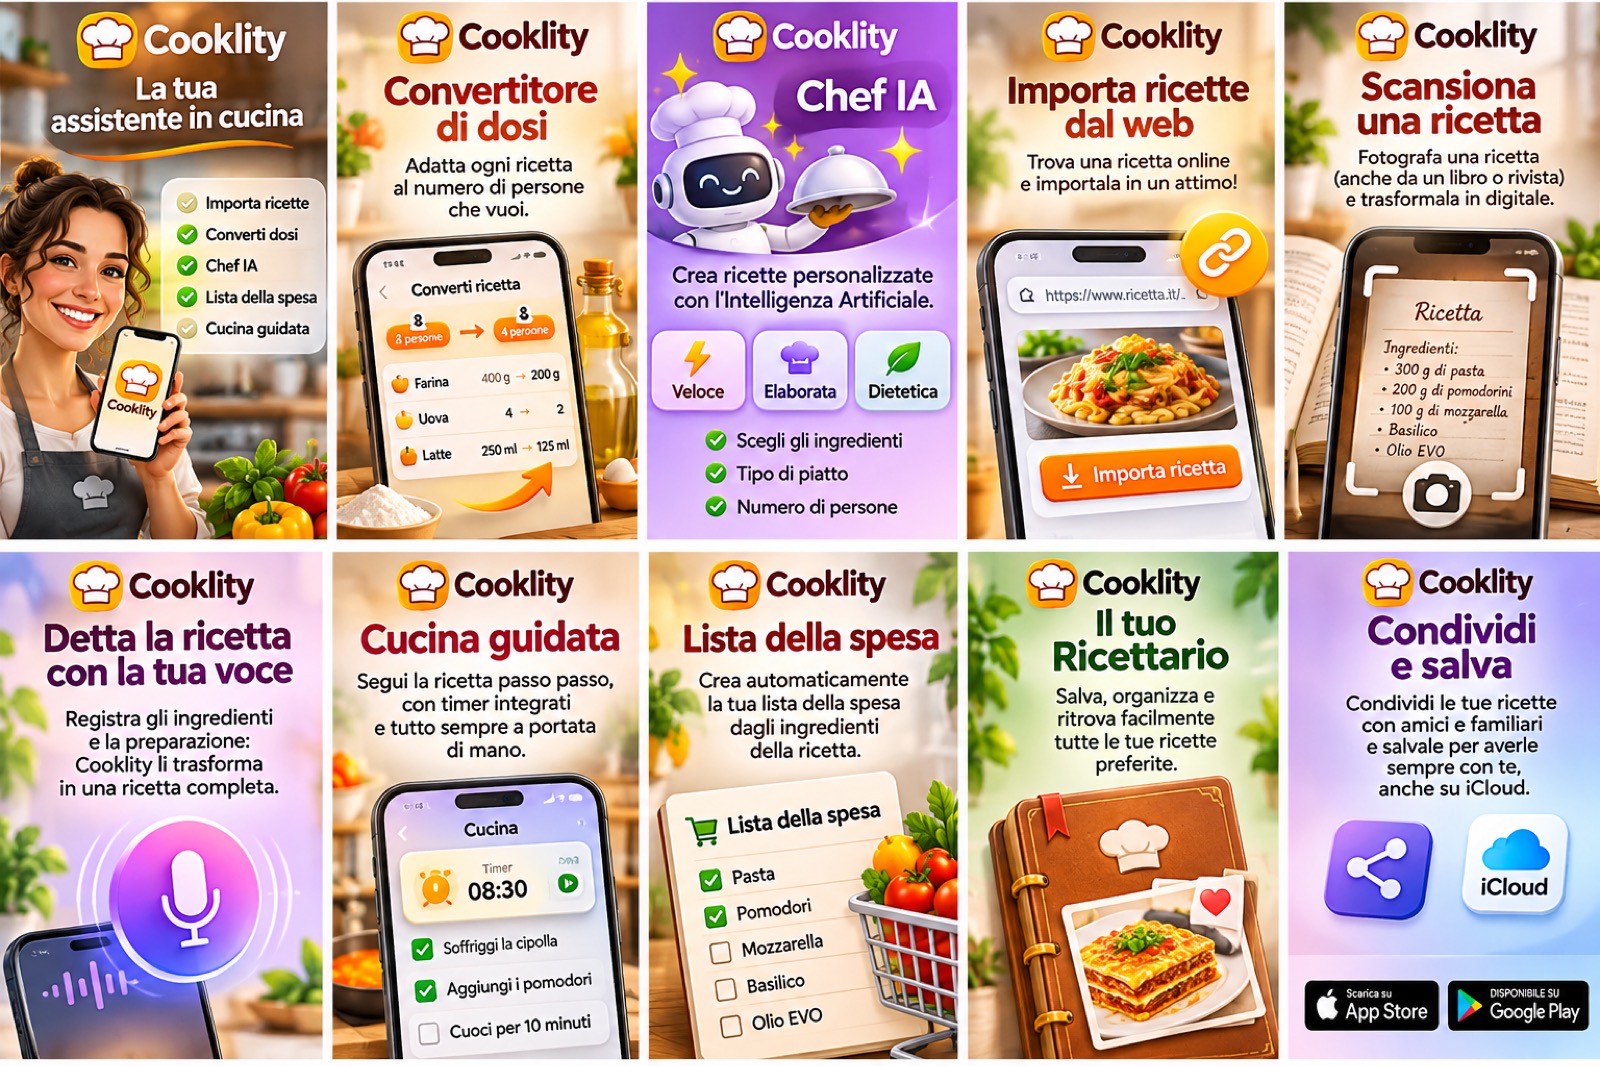 Cooklity
La tua
assistente in cucina
Importa ricette
Converti dosi
Chef IA
Lista della spesa
Cucina guidata
Cooklity
Cooklity
Convertitore
di dosi
Adatta ogni ricetta
al numero di persone
che vuoi.
Converti ricetta
8 8
4
Farina 400 g → 200 g
Uova 4 → 2
Latte 250 ml → 125 ml
Cooklity
Chef IA
Crea ricette personalizzate
con l'Intelligenza Artificiale.
Veloce Elaborata Dietetica
Scegli gli ingredienti
Tipo di piatto
Numero di persone
Cooklity
Importa ricette
dal web
Trova una ricetta online
e importala in un attimo!
https://www.ricetta.it/..
Importa ricetta
Cooklity
Scansiona
una ricetta
Fotografa una ricetta
(anche da un libro o rivista)
e trasformala in digitale.
Ricetta
Ingredienti:
• 300 g di pasta
• 200 g di pomodorini
• 100 g di mozzarella
• Basilico
• Olio EVO
Cooklity
Detta la ricetta
con la tua voce
Registra gli ingredienti
e la preparazione:
Cooklity li trasforma
in una ricetta completa.
Cooklity
Cucina guidata
Segui la ricetta passo passo,
con timer integrati
e tutto sempre a portata
di mano.
Cucina
Timer
08:30
Soffriggi la cipolla
Aggungi i pomodori
Cuoci per 10 minuti
Cooklity
Lista della spesa
Crea automaticamente
la tua lista della spesa
dagli ingredienti
della ricetta.
Lista della spesa
Pasta
Pomodori
Mozzarella
Basilico
Olio EVO
Cooklity
Il tuo
Ricettario
Salva, organizza e
ritrova facilmente
tutte le tue ricette
preferite.
Cooklity
Condividi
e salva
Condividi le tue ricette
con amici e familiari
e salvale per averle
sempre con te,
anche su iCloud.
iCloud
Scarica su
App Store
DISPONIBILE SU
Google Play